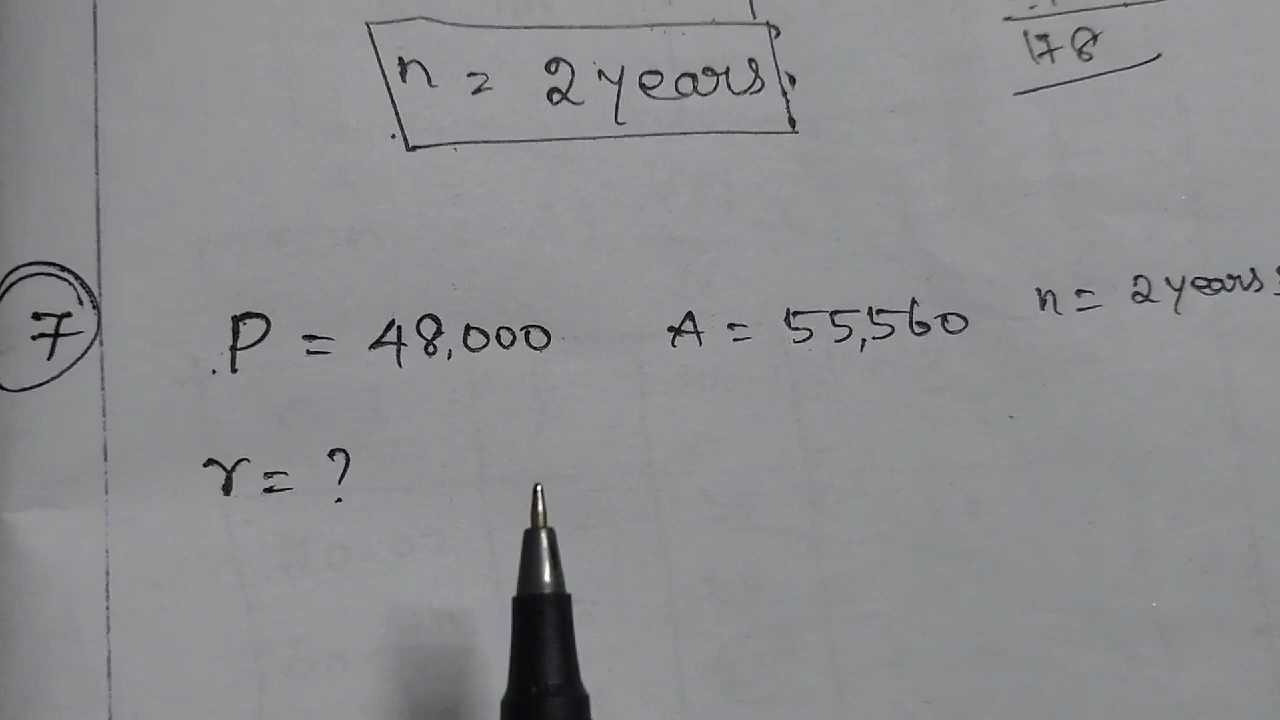 178
n = 2 years
7 P = 48,000 A = 55,560 n = 2 years
r = ?